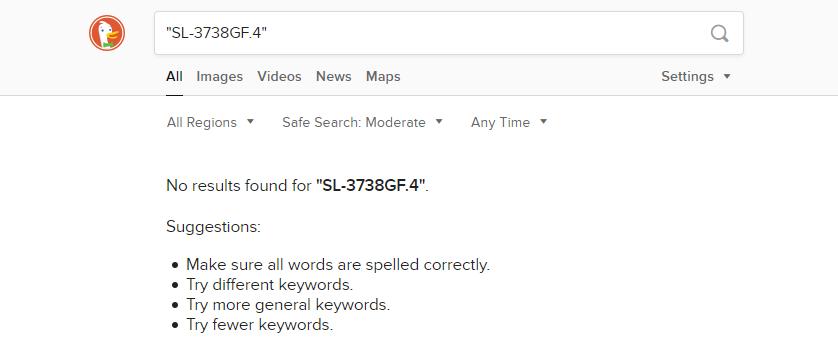 "SL-3738GF.4"
All Images Videos News Maps Settings
All Regions Safe Search: Moderate Any Time
No results found for "SL-3738GF.4".
Suggestions:
Make sure all words are spelled correctly.
Try different keywords.
Try more general keywords.
Try fewer keywords.